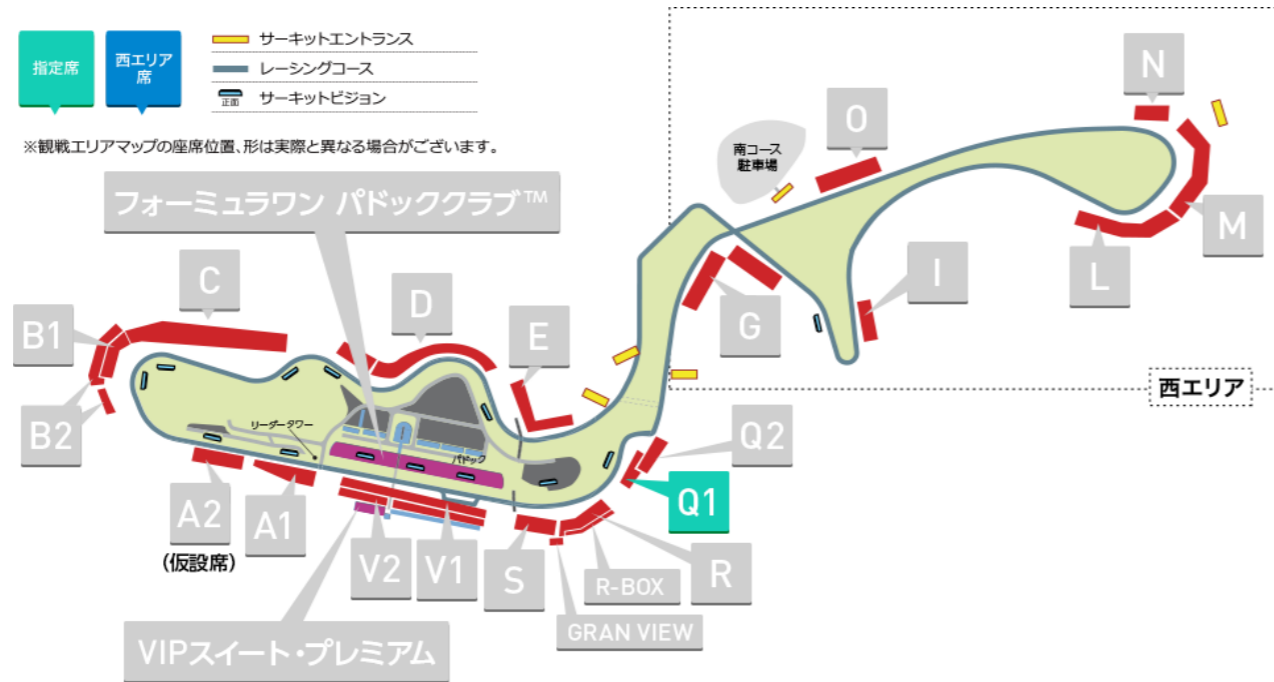 指定席
西エリア
席
サーキットエントランス
レーシングコース
正面
サーキットビジョン
※観戦エリアマップの座席位置、形は実際と異なる場合がございます。
フォーミュラワン パドッククラブ™
南コース
駐車場
N
O
M
L
I
G
西エリア
C
D
E
B1
B2
リーダータワー
パドック
Q2
Q1
A2
(仮設席)
A1
V2
V1
S
R-BOX
R
GRAN VIEW
VIPスイート・プレミアム